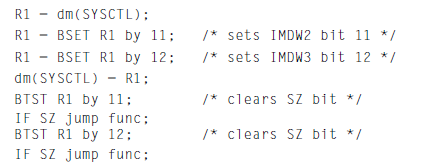 R1 - dm(SYSCTL);
R1 - BSET R1 by 11; /* sets IMDW2 bit 11 */
R1 - BSET R1 by 12; /* sets IMDW3 bit 12 */
dm(SYSCTL) - R1;
BTST R1 by 11; /* clears SZ bit */
IF SZ jump func;
BTST R1 by 12; /* clears SZ bit */
IF SZ jump func;